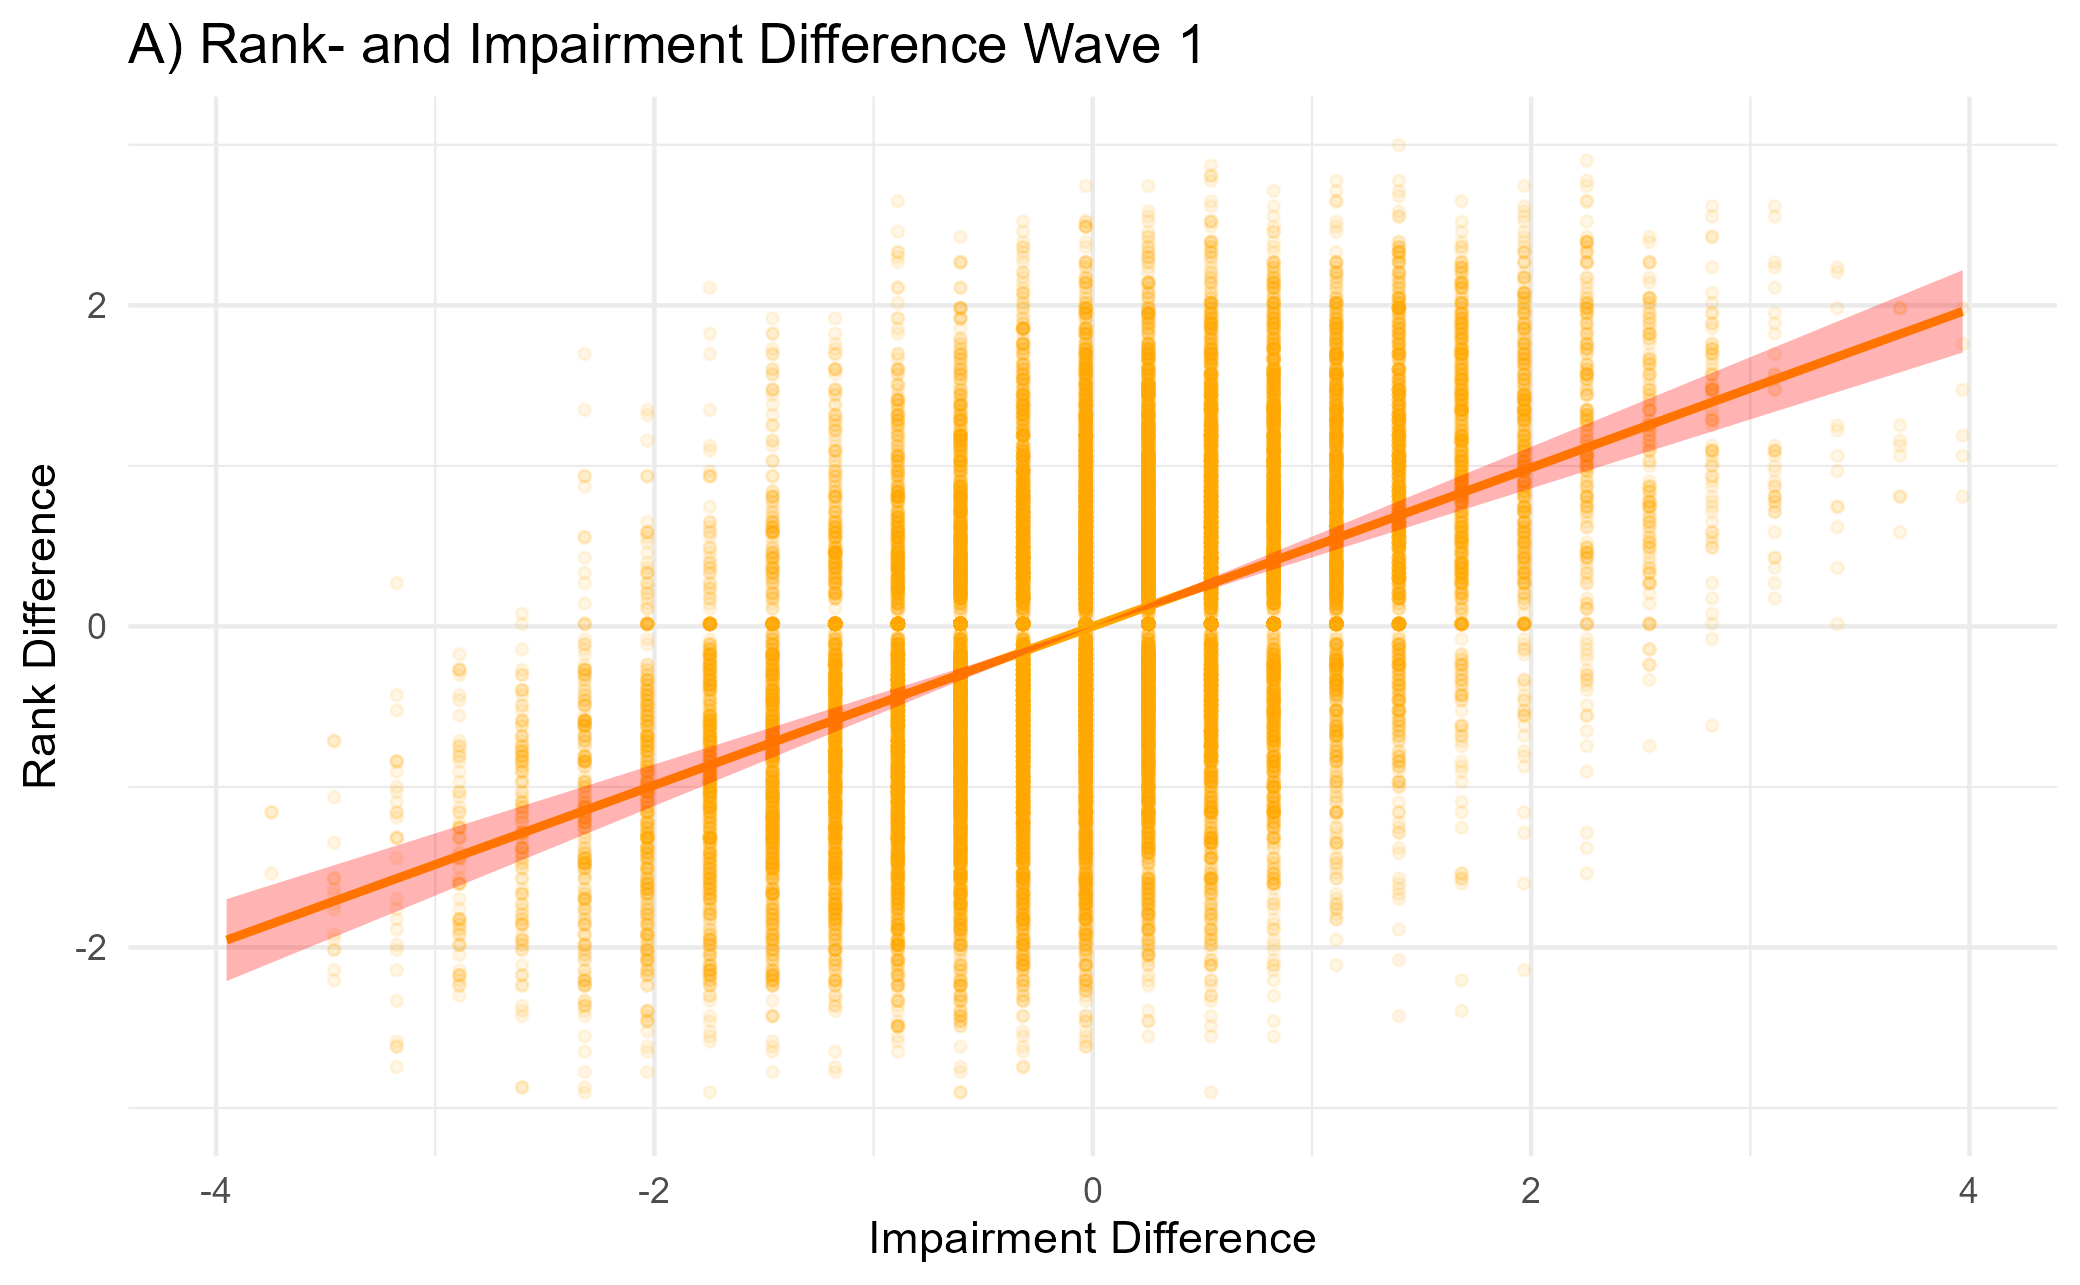 A) Rank- and Impairment Difference Wave 1
Rank Difference
2
0
-2
-4
-2
0
2
4
Impairment Difference